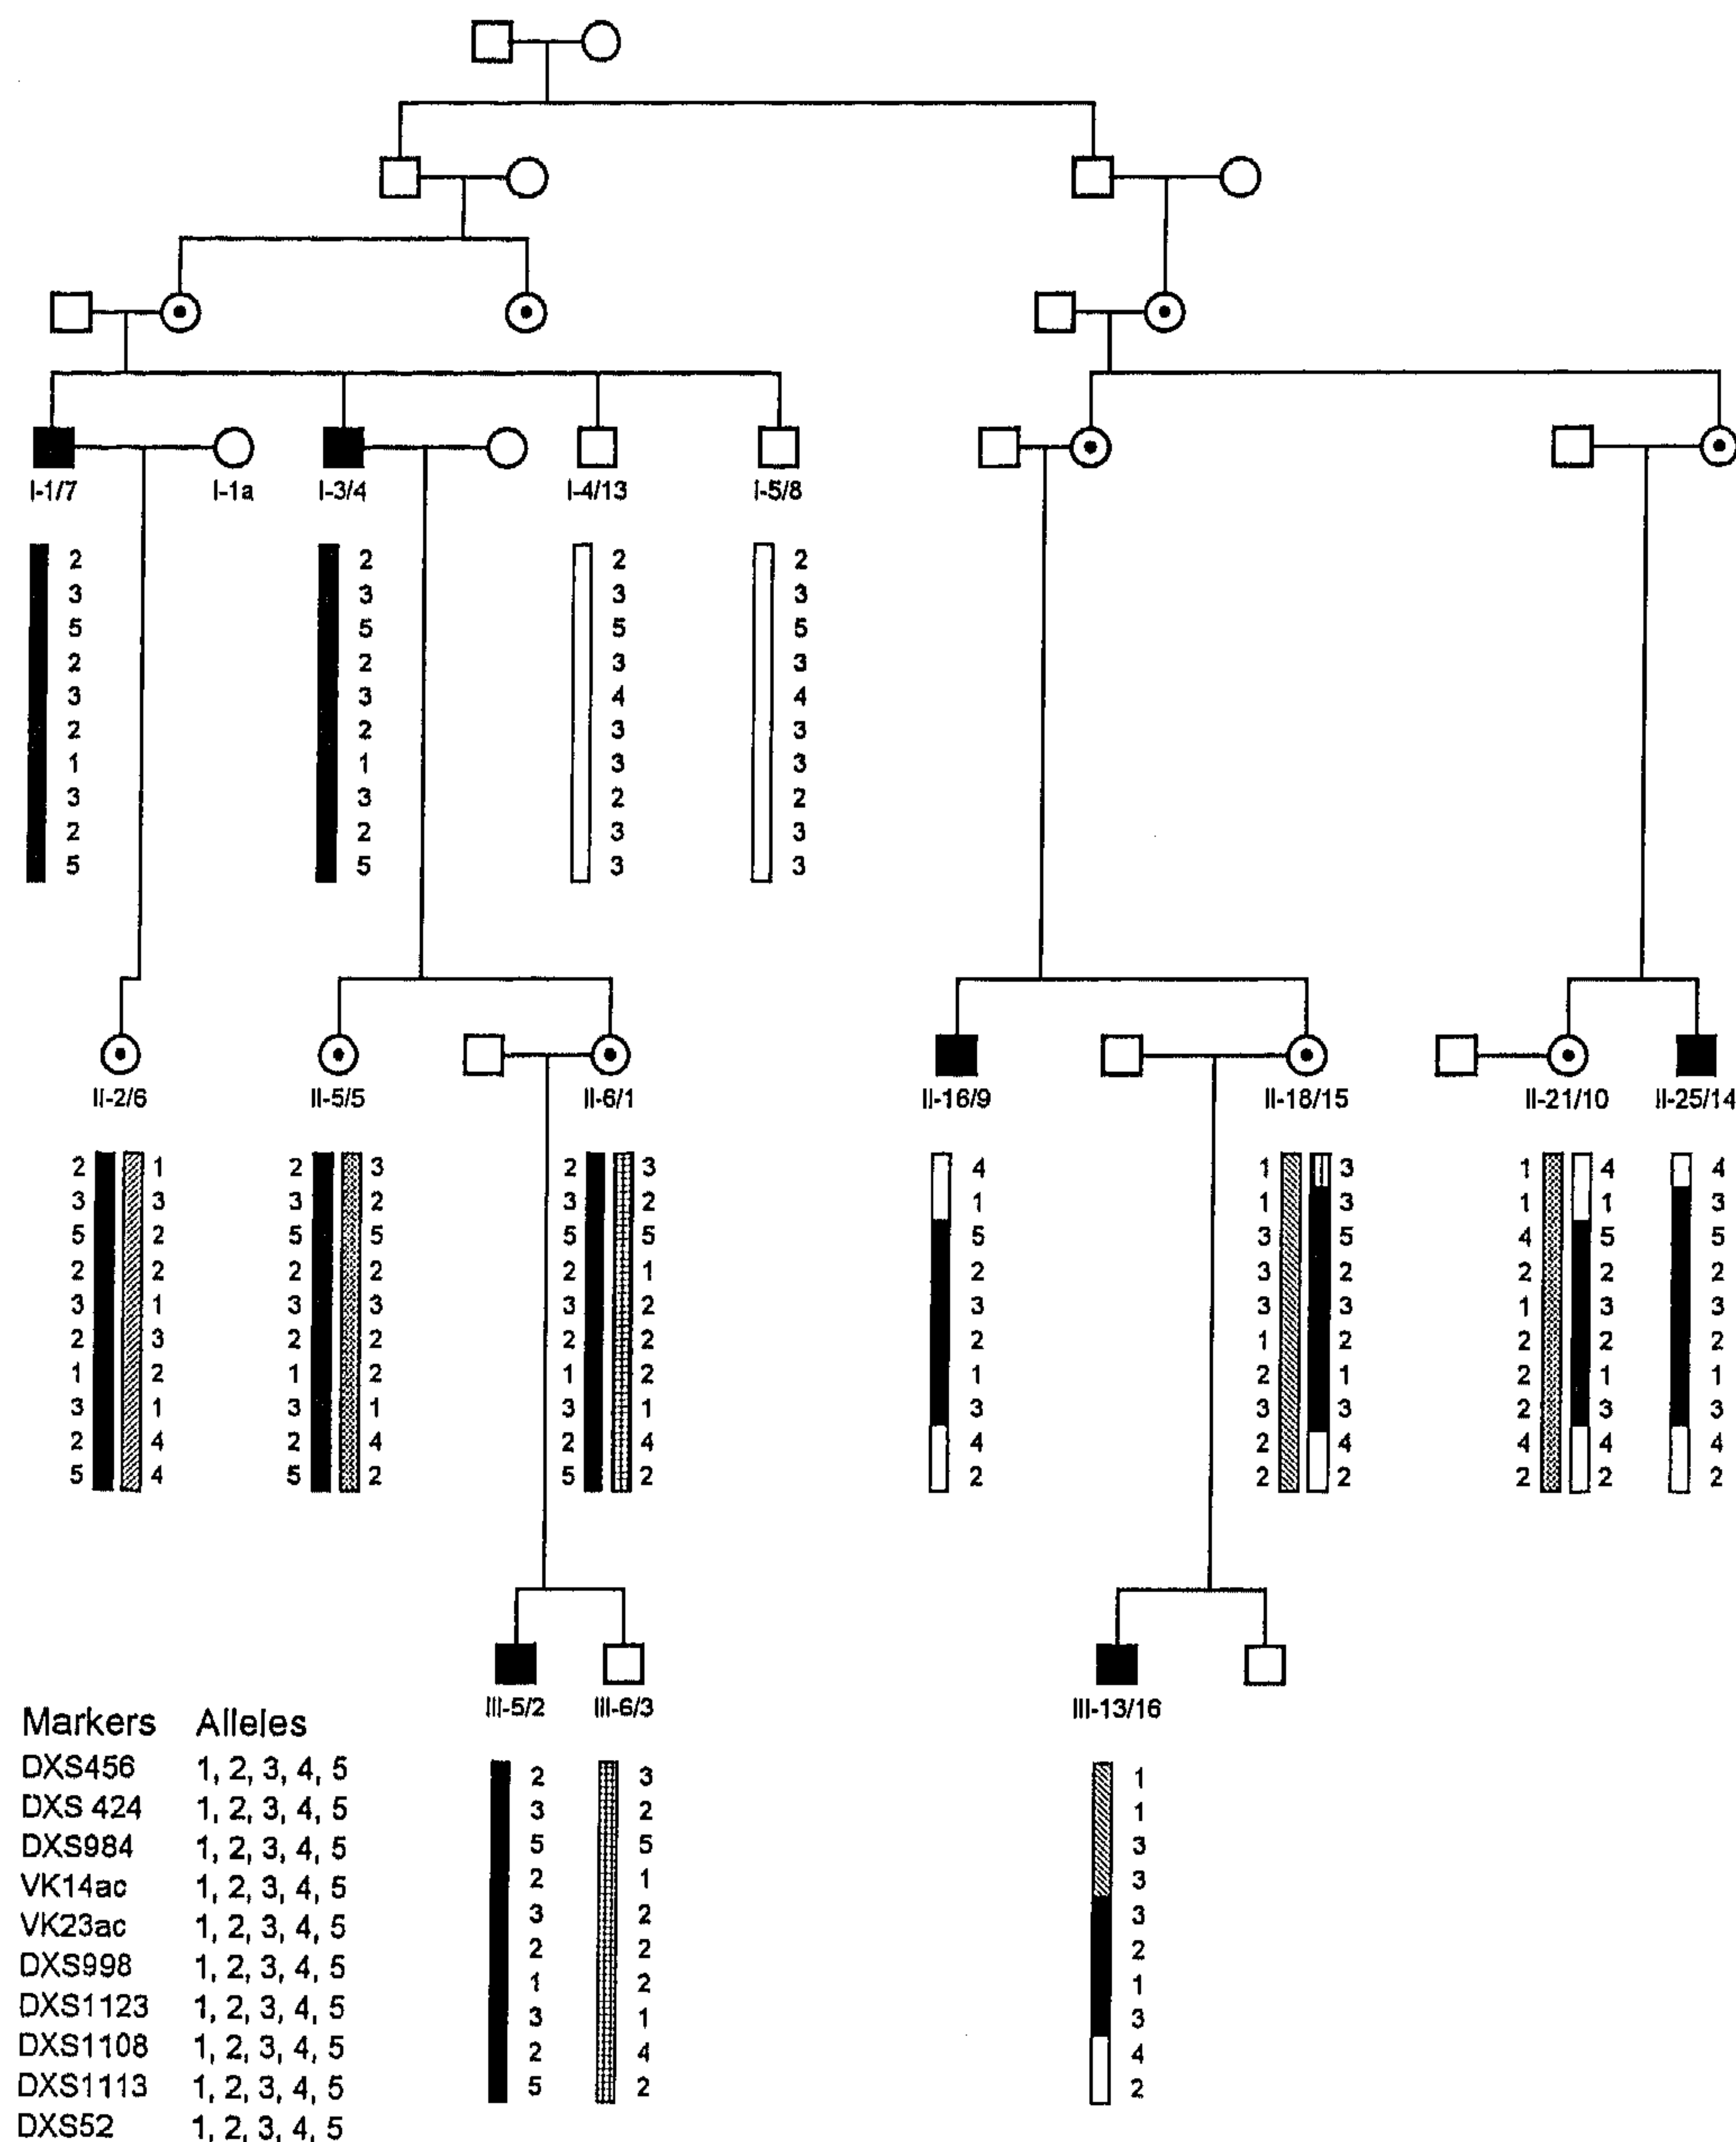 I-1/7 I-1a I-3/4 I-4/13 I-5/8
2 2 2 2
3 3 3 3
5 5 5 5
2 2 3 3
3 3 4 4
2 2 3 3
1 1 3 3
3 3 2 2
2 2 3 3
5 5 3 3
II-2/6 II-5/5 II-6/1 II-16/9 II-18/15 II-21/10 II-25/14
2 1 2 3 2 3 4 1 3 1 4 4
3 3 3 2 3 2 1 1 3 1 1 3
5 2 5 5 5 5 5 3 5 4 5 5
2 2 2 2 2 1 2 3 2 2 2 2
3 1 3 3 3 2 3 3 3 1 3 3
2 3 2 2 2 2 2 1 2 2 2 2
1 2 1 2 1 2 1 2 1 2 1 1
3 1 3 1 3 1 3 3 3 2 3 3
2 4 2 4 2 4 4 2 4 4 4 4
5 4 5 2 5 2 2 2 2 2 2 2
III-5/2 III-6/3 III-13/16
2 3 1
3 2 1
5 5 3
2 1 3
3 2 3
2 2 2
1 2 1
3 1 3
2 4 4
5 2 2
Markers Alleles
DXS456 1, 2, 3, 4, 5
DXS 424 1, 2, 3, 4, 5
DXS984 1, 2, 3, 4, 5
VK14ac 1, 2, 3, 4, 5
VK23ac 1, 2, 3, 4, 5
DXS998 1, 2, 3, 4, 5
DXS1123 1, 2, 3, 4, 5
DXS1108 1, 2, 3, 4, 5
DXS1113 1, 2, 3, 4, 5
DXS52 1, 2, 3, 4, 5